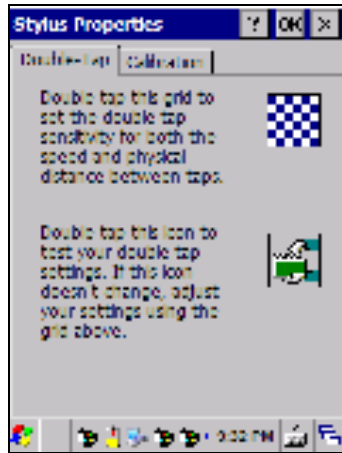 Stylus Properties ? OK ×
Double-Tap Calibration
Double tap this grid to
set the double tap
sensitivity for both the
speed and physical
distance between taps.
Double tap this icon to
test your double tap
settings. If this icon
doesn't change, adjust
your settings using the
grid above.
9:32 PM